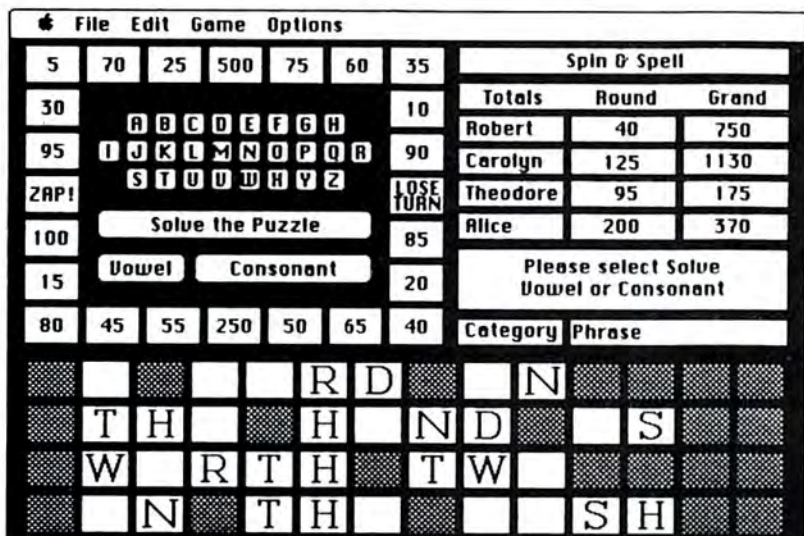 File Edit Game Options
5 70 25 500 75 60 35
30 10
95 90
ZAP! LOSE TURN
100 85
15 20
80 45 55 250 50 65 40
A B C D E F G H
I J K L M N O P Q R
S T U V W X Y Z
Solve the Puzzle
Vowel Consonant
Spin & Spell
Totals Round Grand
Robert 40 750
Carolyn 125 1130
Theodore 95 175
Alice 200 370
Please select Solve
Vowel or Consonant
Category Phrase
R D N
T H H N D S
W R T H T W
N T H S H